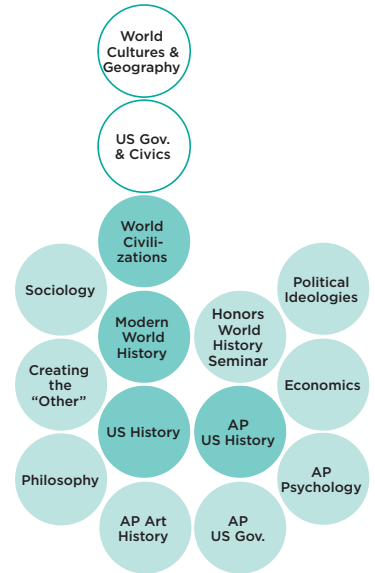 World
Cultures &
Geography
US Gov.
& Civics
World
Civili-
zations
Sociology
Political
Ideologies
Modern
World
History
Honors
World
History
Seminar
Creating
the
“Other”
Economics
US History
AP
US History
Philosophy
AP
Psychology
AP Art
History
AP
US Gov.